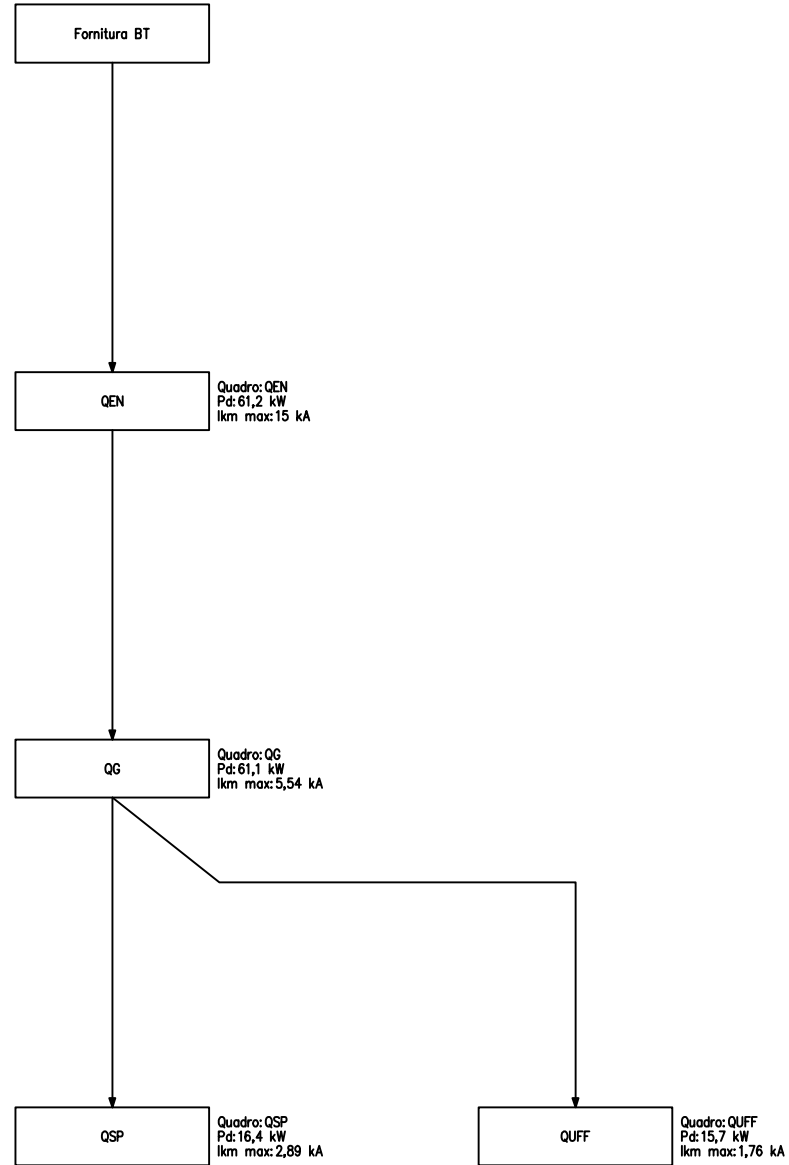 Fornitura BT
QEN
Quadro: QEN
Pd: 61,2 kW
Ikm max: 15 kA
QG
Quadro: QG
Pd: 61,1 kW
Ikm max: 5,54 kA
QSP
Quadro: QSP
Pd: 16,4 kW
Ikm max: 2,89 kA
QUFF
Quadro: QUFF
Pd: 15,7 kW
Ikm max: 1,76 kA